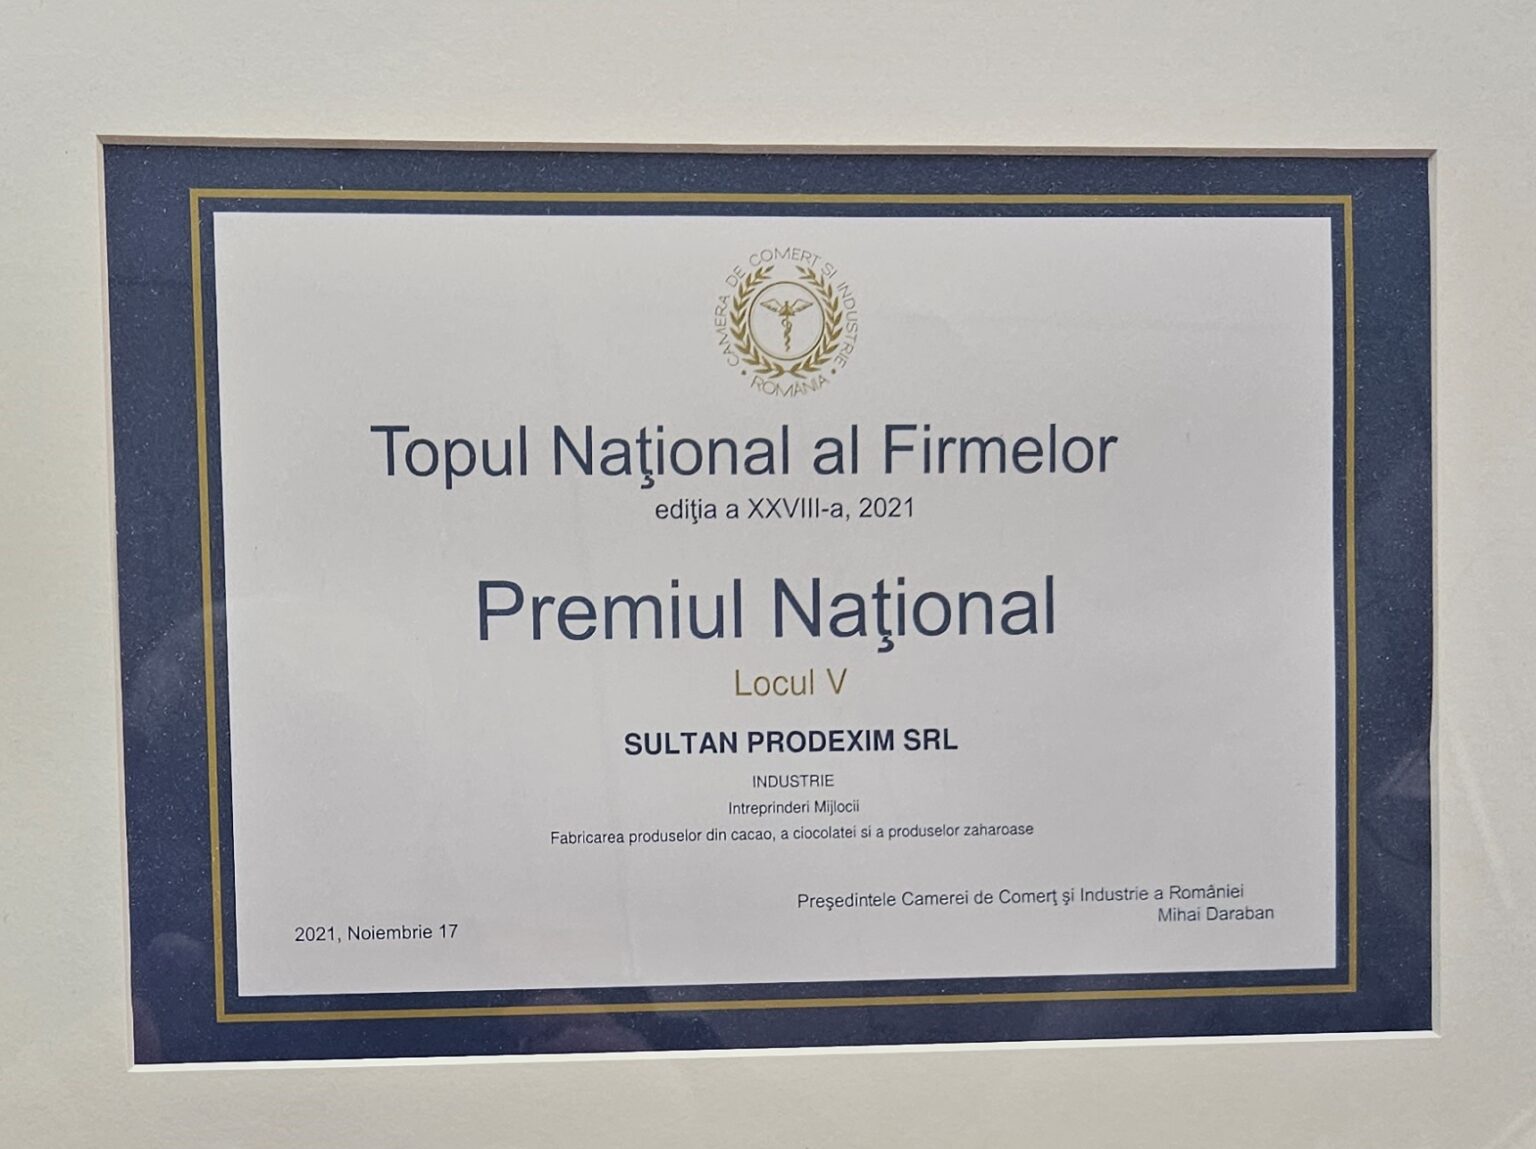 CAMERA DE COMERT SI INDUSTRIE
ROMÂNIA
Topul Naţional al Firmelor
ediţia a XXVIII-a, 2021
Premiul Naţional
Locul V
SULTAN PRODEXIM SRL
INDUSTRIE
Intreprinderi Mijlocii
Fabricarea produselor din cacao, a ciocolatei si a produselor zaharoase
Preşedintele Camerei de Comerţ şi Industrie a României
Mihai Daraban
2021, Noiembrie 17